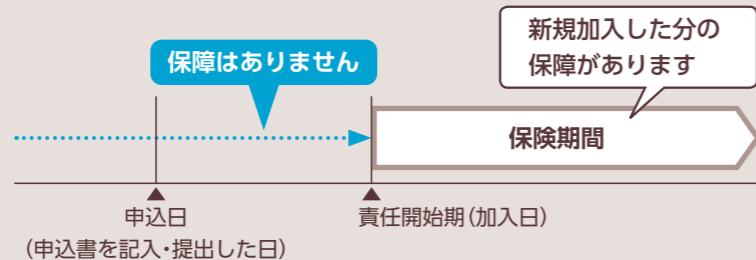 新規加入した分の
保障があります
保障はありません
保険期間
申込日
(申込書を記入・提出した日)
責任開始期(加入日)